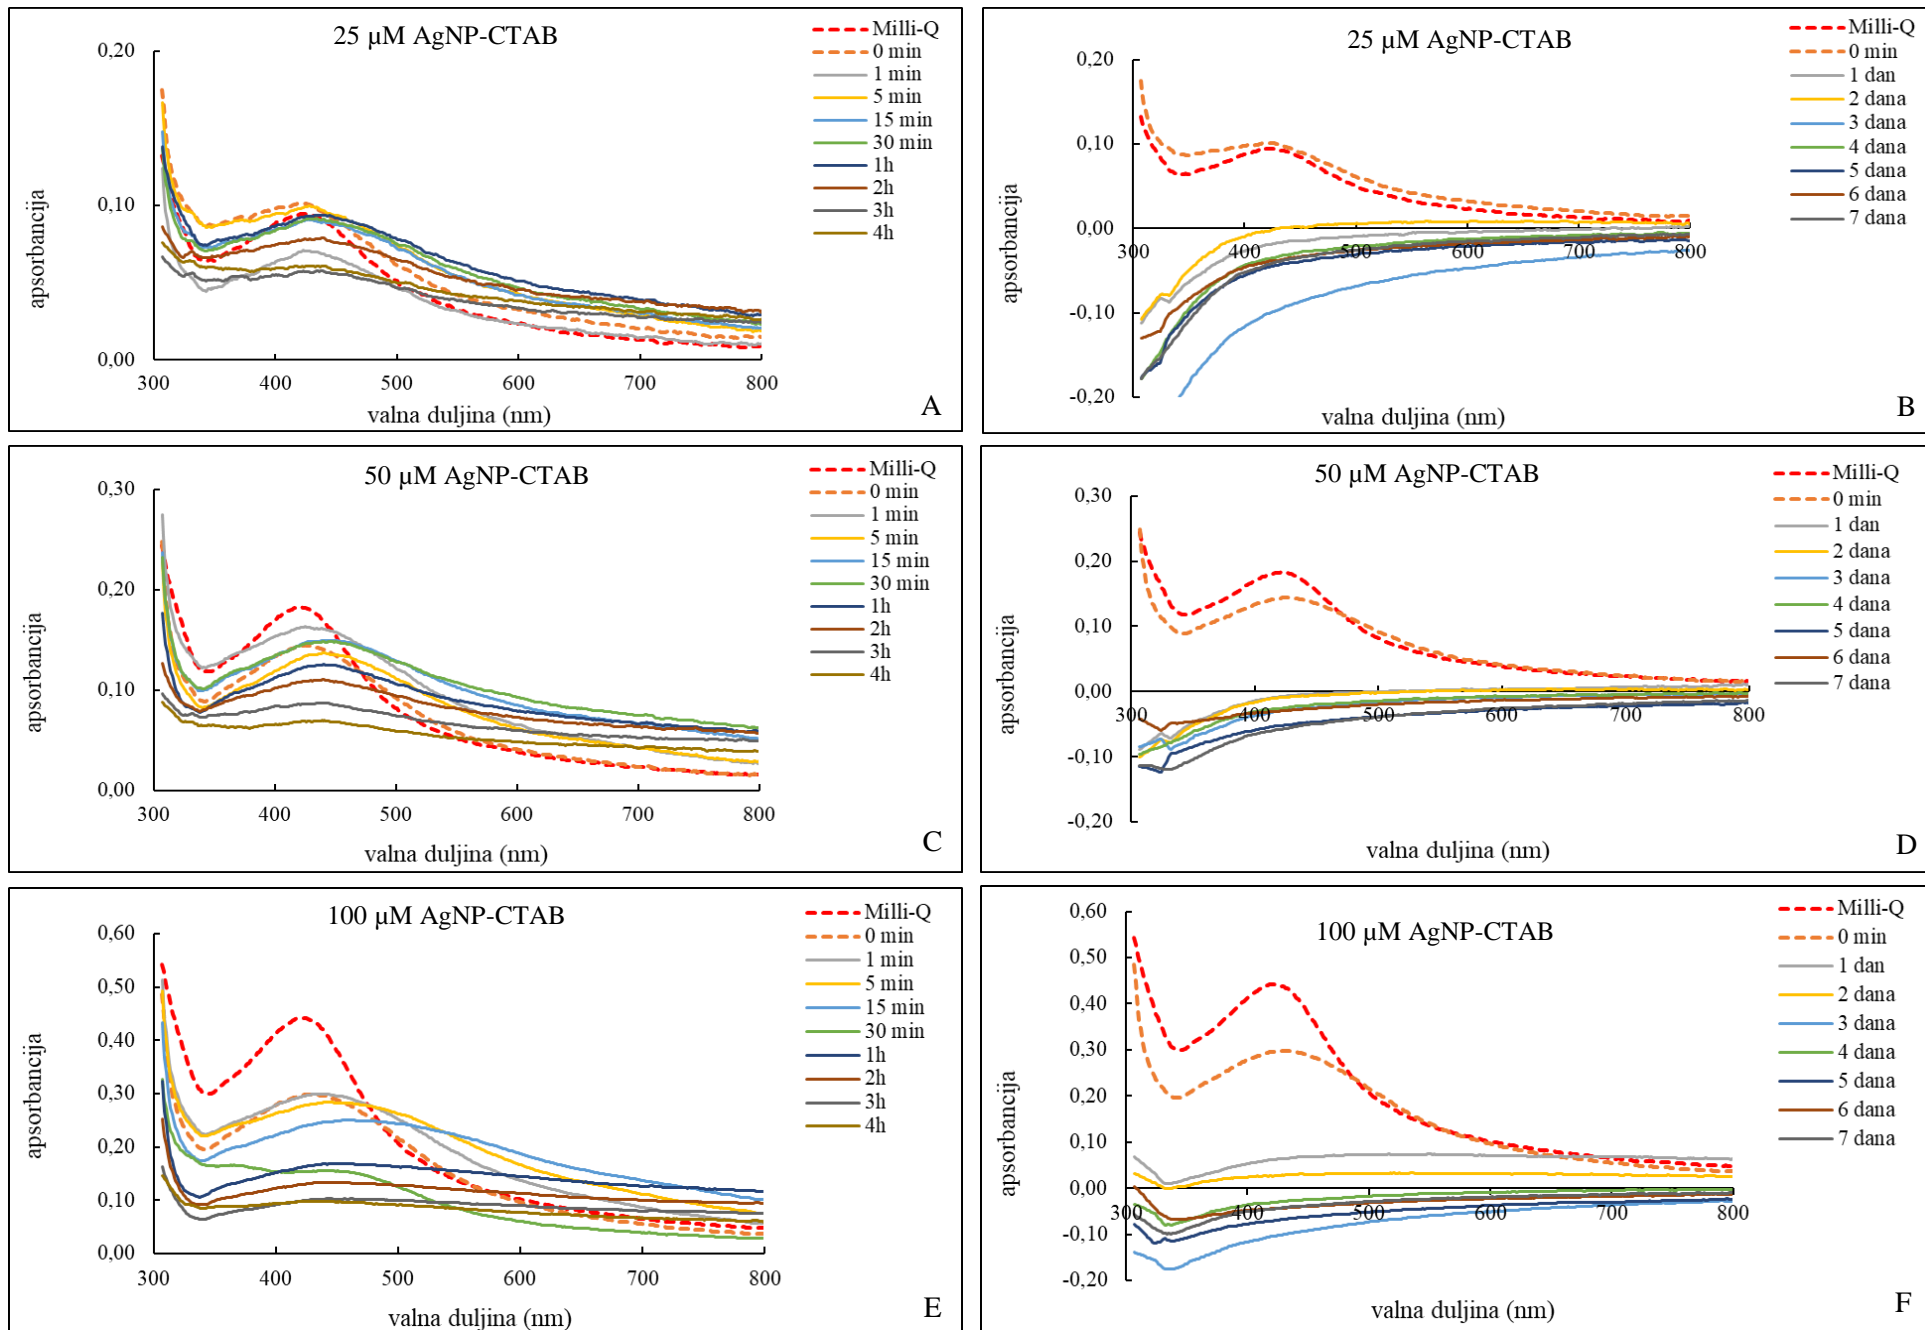 25 µM AgNP-CTAB
apsorbancija
0,20
0,10
0,00
300 400 500 600 700 800
valna duljina (nm)
Milli-Q
0 min
1 min
5 min
15 min
30 min
1h
2h
3h
4h
A
25 µM AgNP-CTAB
apsorbancija
0,20
0,10
0,00
-0,10
-0,20
300 400 500 600 700 800
valna duljina (nm)
Milli-Q
0 min
1 dan
2 dana
3 dana
4 dana
5 dana
6 dana
7 dana
B
50 µM AgNP-CTAB
apsorbancija
0,30
0,20
0,10
0,00
300 400 500 600 700 800
valna duljina (nm)
Milli-Q
0 min
1 min
5 min
15 min
30 min
1h
2h
3h
4h
C
50 µM AgNP-CTAB
apsorbancija
0,30
0,20
0,10
0,00
-0,10
-0,20
300 400 500 600 700 800
valna duljina (nm)
Milli-Q
0 min
1 dan
2 dana
3 dana
4 dana
5 dana
6 dana
7 dana
D
100 µM AgNP-CTAB
apsorbancija
0,60
0,50
0,40
0,30
0,20
0,10
0,00
300 400 500 600 700 800
valna duljina (nm)
Milli-Q
0 min
1 min
5 min
15 min
30 min
1h
2h
3h
4h
E
100 µM AgNP-CTAB
apsorbancija
0,60
0,50
0,40
0,30
0,20
0,10
0,00
-0,10
-0,20
300 400 500 600 700 800
valna duljina (nm)
Milli-Q
0 min
1 dan
2 dana
3 dana
4 dana
5 dana
6 dana
7 dana
F